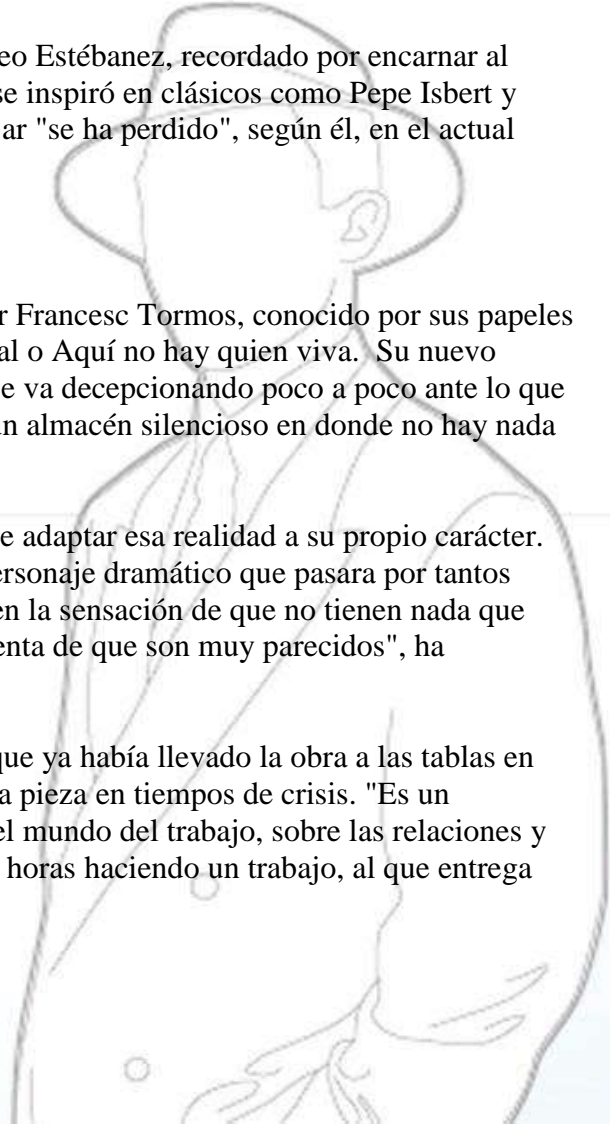 eo Estébanez, recordado por encarnar al
se inspiró en clásicos como Pepe Isbert y
ar "se ha perdido", según él, en el actual
r Francesc Tormos, conocido por sus papeles
al o Aquí no hay quien viva. Su nuevo
e va decepcionando poco a poco ante lo que
un almacén silencioso en donde no hay nada
e adaptar esa realidad a su propio carácter.
ersonaje dramático que pasara por tantos
en la sensación de que no tienen nada que
enta de que son muy parecidos", ha
que ya había llevado la obra a las tablas en
a pieza en tiempos de crisis. "Es un
el mundo del trabajo, sobre las relaciones y
horas haciendo un trabajo, al que entrega